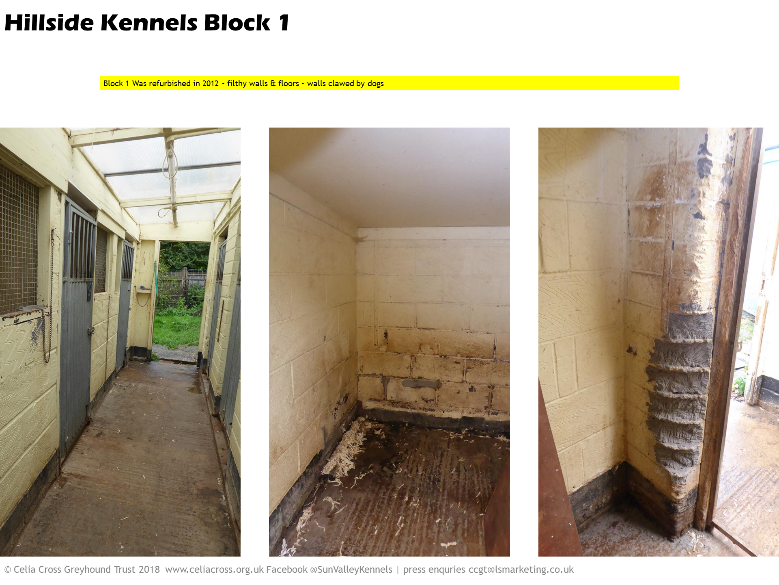 Hillside Kennels Block 1
Block 1 Was refurbished in 2012 - filthy walls & floors - walls clawed by dogs
© Celia Cross Greyhound Trust 2018 www.celiacross.org.uk Facebook @SunValleyKennels | press enquries ccgt@lsmarketing.co.uk